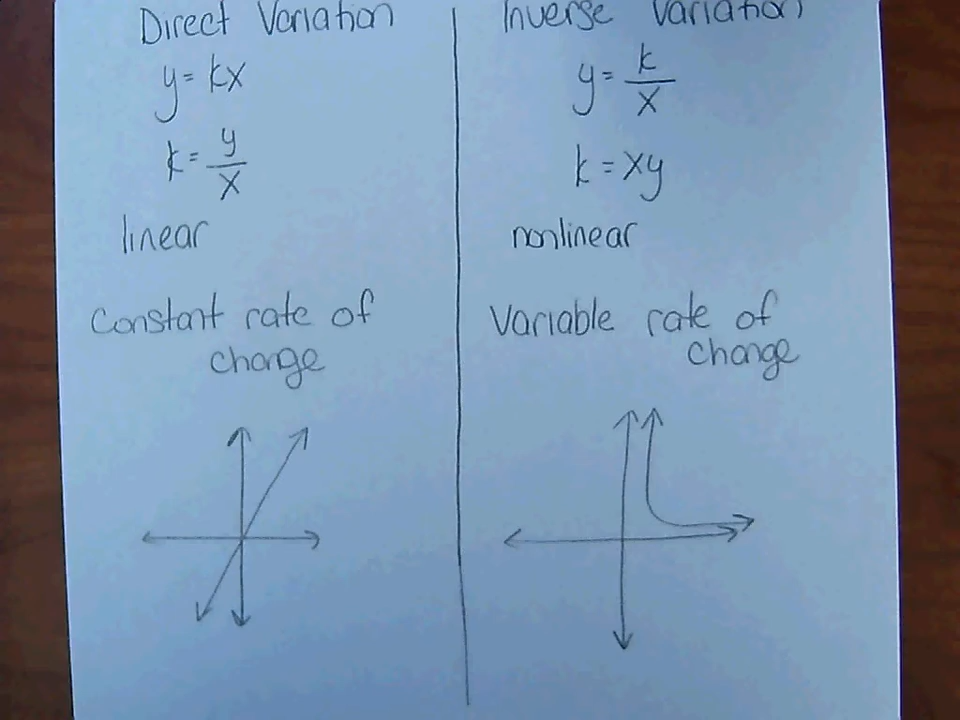 Direct Variation
y = kx
k = y/x
linear
Constant rate of
change
Inverse Variation
y = k/x
k = xy
nonlinear
Variable rate of
change